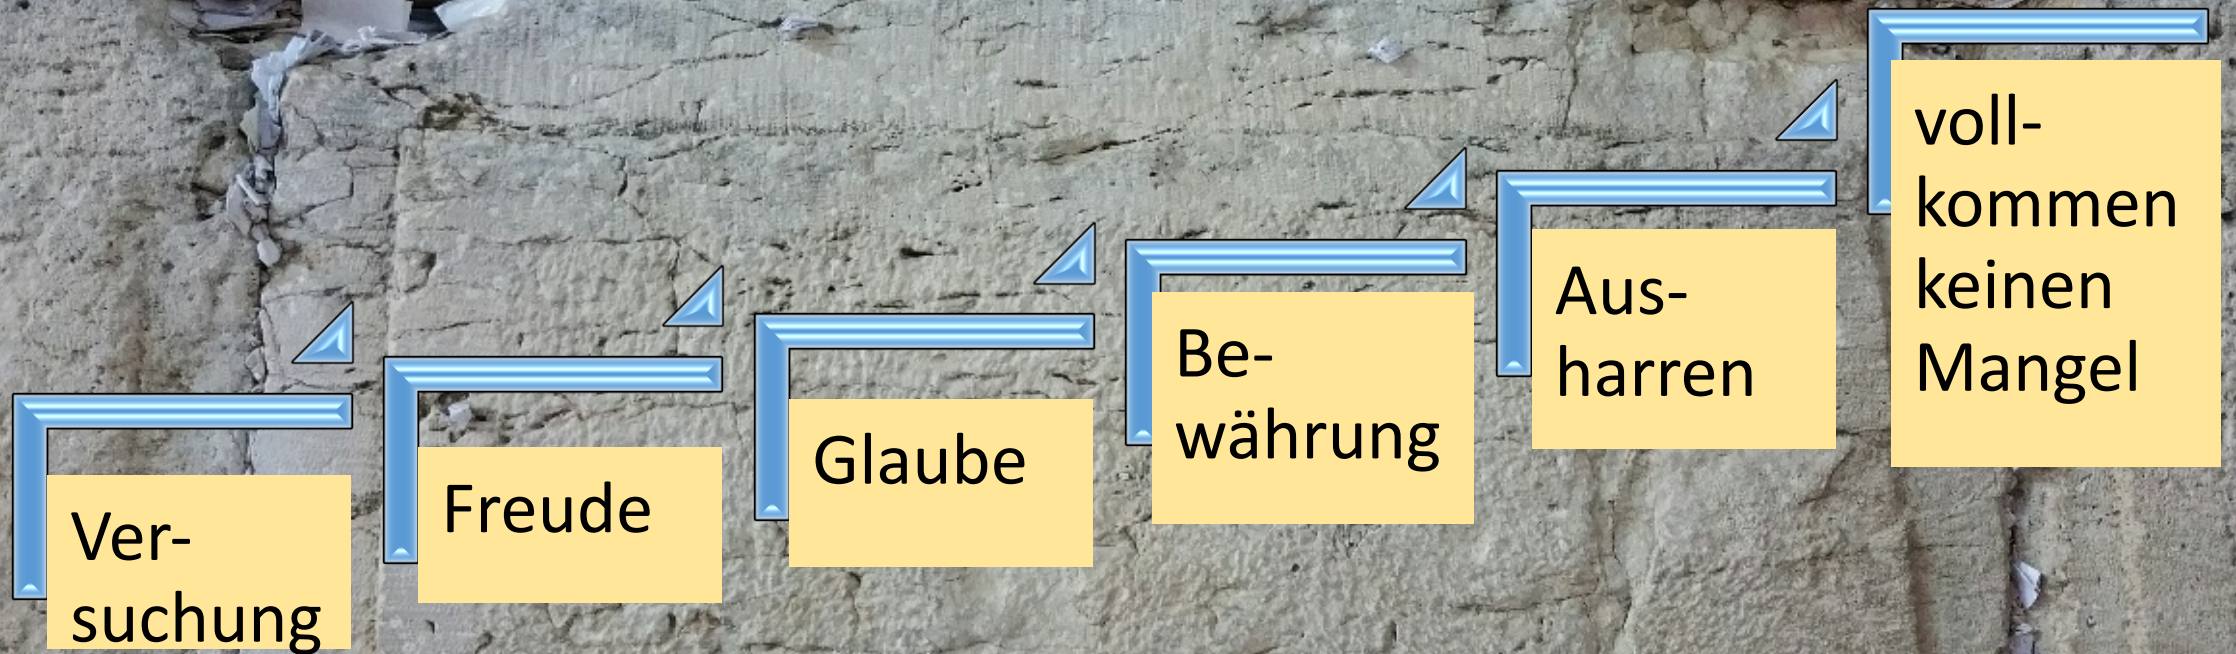 Ver-
suchung
Freude
Glaube
Be-
währung
Aus-
harren
voll-
kommen
keinen
Mangel